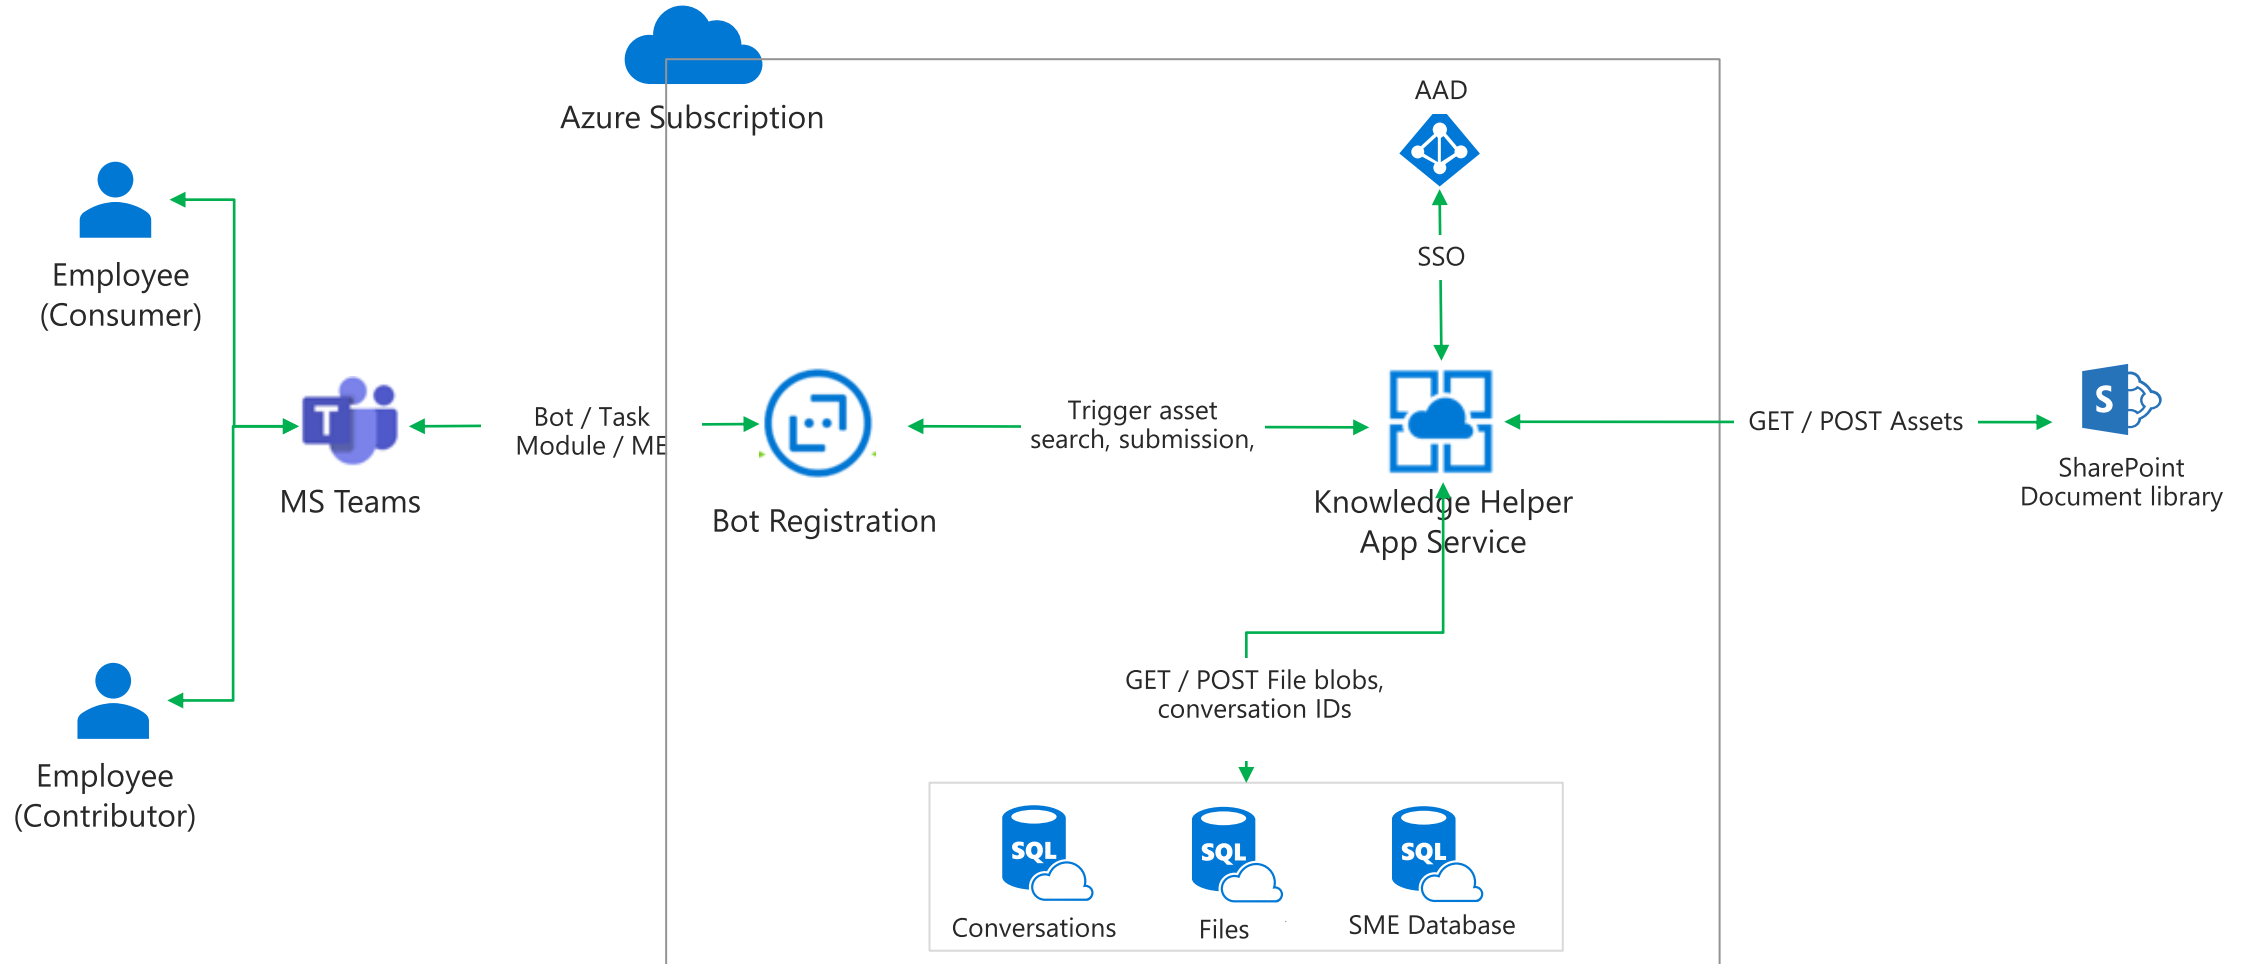 Azure Subscription
AAD
SSO
Employee
(Consumer)
T
MS Teams
Bot / Task
Module / ME
Bot Registration
Trigger asset
search, submission,
Knowledge Helper
App Service
GET / POST Assets
S
SharePoint
Document library
GET / POST File blobs,
conversation IDs
Employee
(Contributor)
SQL
Conversations
SQL
Files
SQL
SME Database